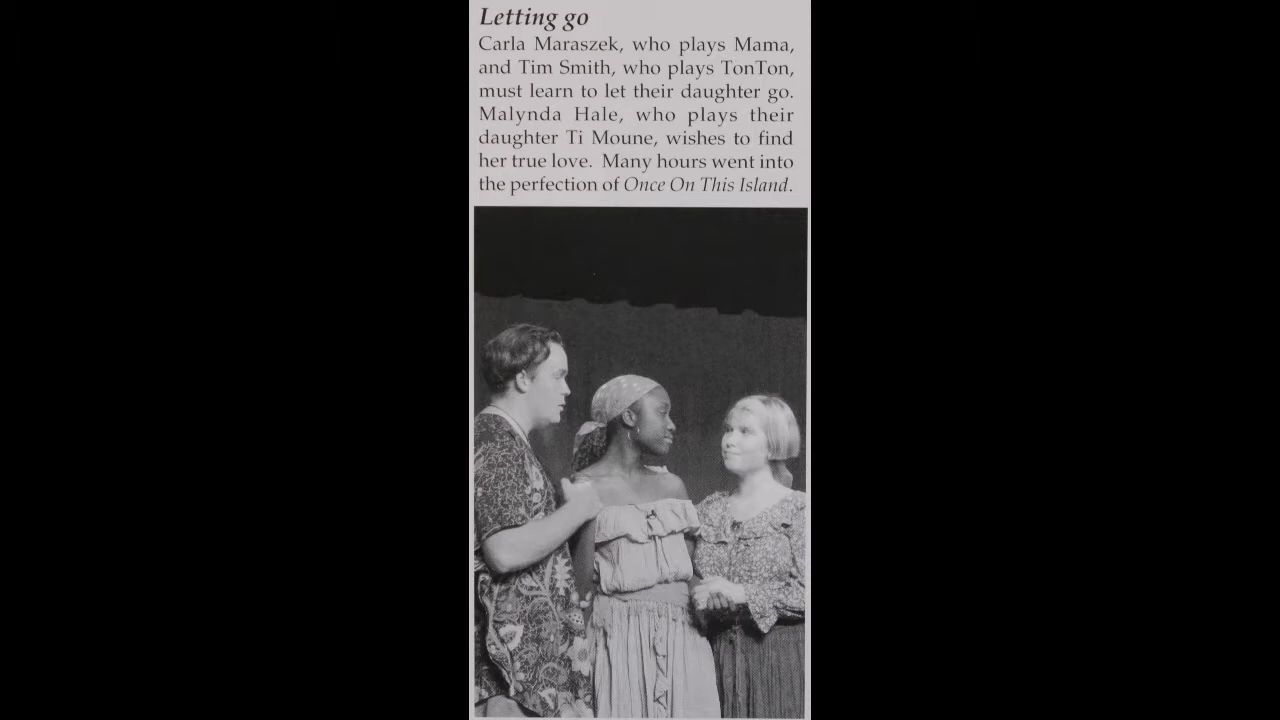 Letting go
Carla Maraszek, who plays Mama,
and Tim Smith, who plays TonTon,
must learn to let their daughter go.
Malynda Hale, who plays their
daughter Ti Moune, wishes to find
her true love. Many hours went into
the perfection of Once On This Island.